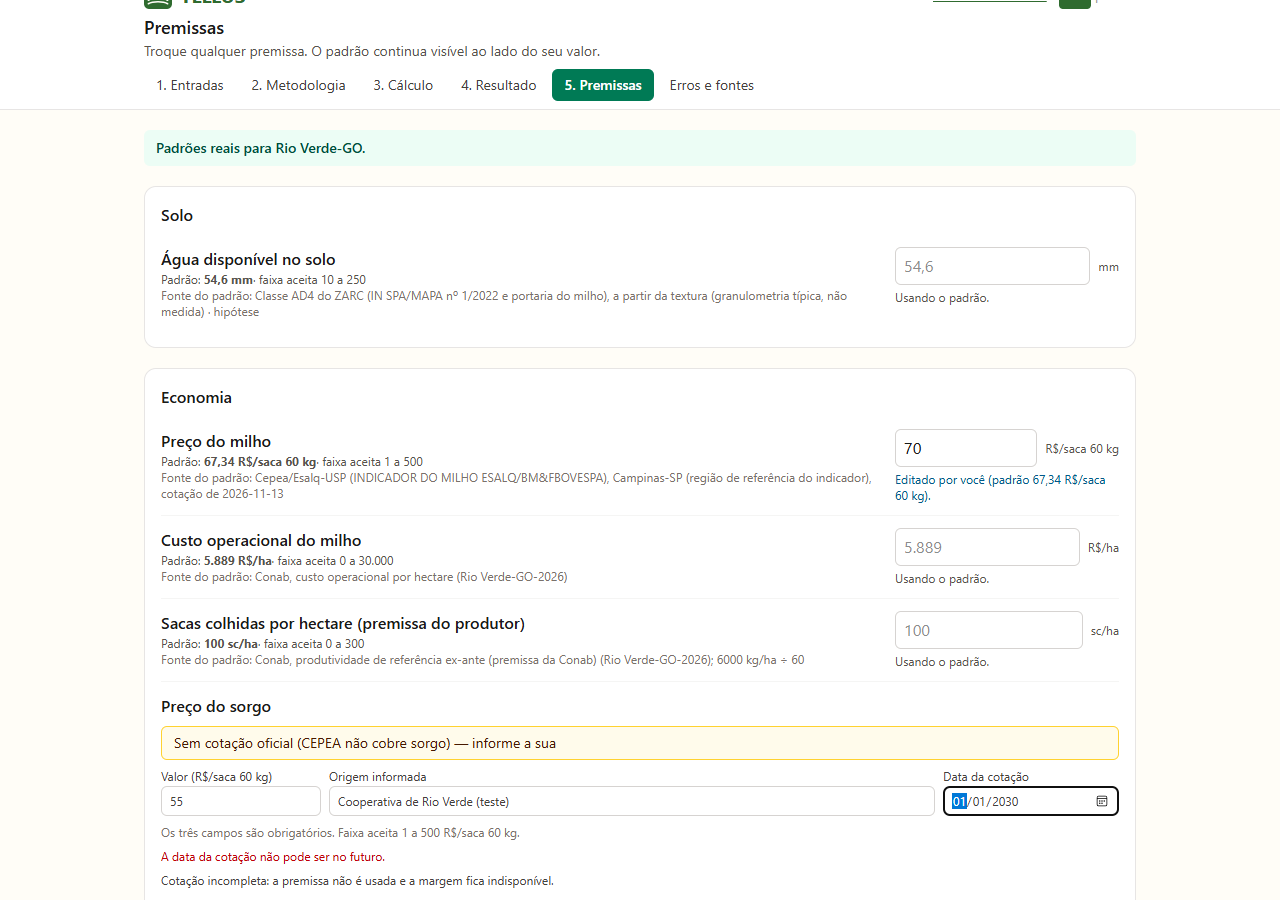 TELLUS
Premissas
Troque qualquer premissa. O padrão continua visível ao lado do seu valor.
1. Entradas
2. Metodologia
3. Cálculo
4. Resultado
5. Premissas
Erros e fontes
Padrões reais para Rio Verde-GO.
Solo
Água disponível no solo
Padrão: 54,6 mm· faixa aceita 10 a 250
Fonte do padrão: Classe AD4 do ZARC (IN SPA/MAPA nº 1/2022 e portaria do milho), a partir da textura (granulometria típica, não
medida) · hipótese
54,6
mm
Usando o padrão.
Economia
Preço do milho
Padrão: 67,34 R$/saca 60 kg· faixa aceita 1 a 500
Fonte do padrão: Cepea/Esalq-USP (INDICADOR DO MILHO ESALQ/BM&FBOVESPA), Campinas-SP (região de referência do indicador),
cotação de 2026-11-13
70
R$/saca 60 kg
Editado por você (padrão 67,34 R$/saca
60 kg).
Custo operacional do milho
Padrão: 5.889 R$/ha· faixa aceita 0 a 30.000
Fonte do padrão: Conab, custo operacional por hectare (Rio Verde-GO-2026)
5.889
R$/ha
Usando o padrão.
Sacas colhidas por hectare (premissa do produtor)
Padrão: 100 sc/ha· faixa aceita 0 a 300
Fonte do padrão: Conab, produtividade de referência ex-ante (premissa da Conab) (Rio Verde-GO-2026); 6000 kg/ha ÷ 60
100
sc/ha
Usando o padrão.
Preço do sorgo
Sem cotação oficial (CEPEA não cobre sorgo) — informe a sua
Valor (R$/saca 60 kg)
Origem informada
Data da cotação
55
Cooperativa de Rio Verde (teste)
01/01/2030
Os três campos são obrigatórios. Faixa aceita 1 a 500 R$/saca 60 kg.
A data da cotação não pode ser no futuro.
Cotação incompleta: a premissa não é usada e a margem fica indisponível.